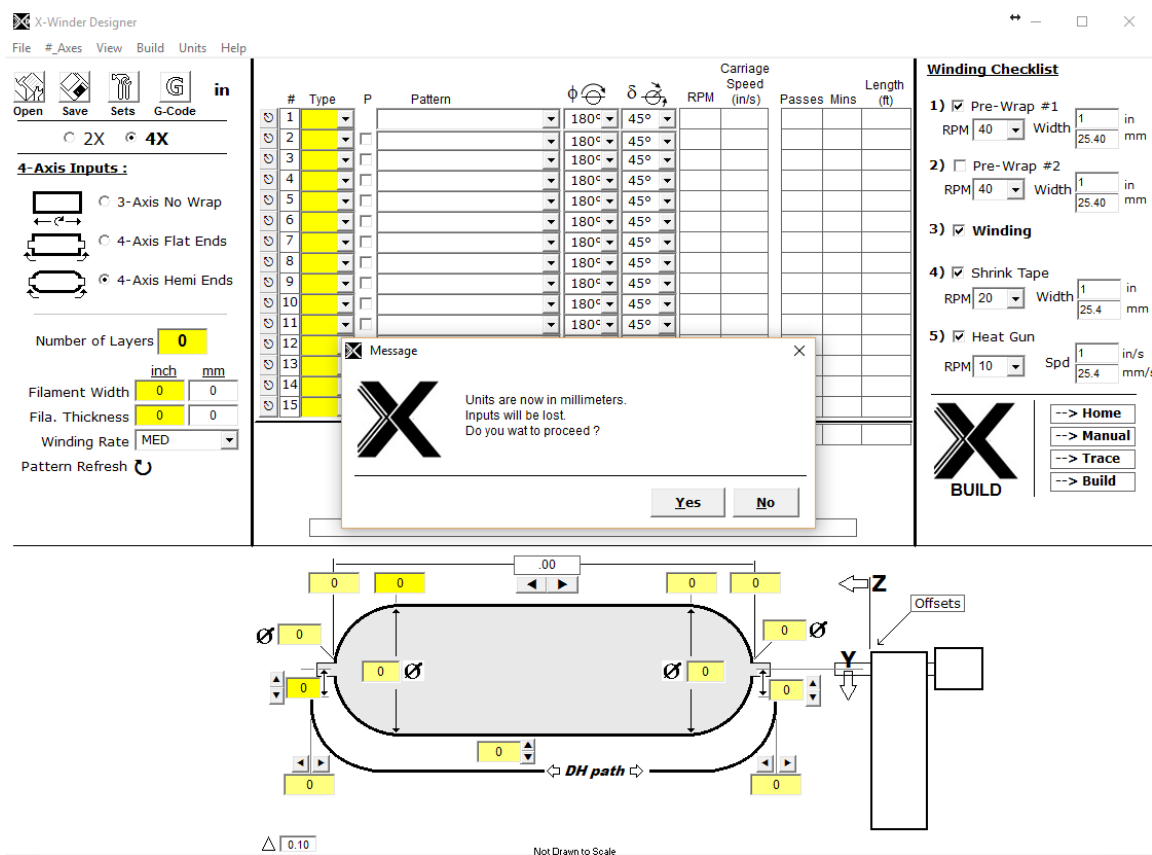 X-Winder Designer
File #_Axes View Build Units Help
Open Save Sets G-Code in
2X 4X
4-Axis Inputs :
3-Axis No Wrap
4-Axis Flat Ends
4-Axis Hemi Ends
Number of Layers 0
inch mm
Filament Width 0 0
Fila. Thickness 0 0
Winding Rate MED
Pattern Refresh
# Type P Pattern ϕ δ RPM Carriage Speed (in/s) Passes Mins Length (ft)
1 180° 45°
2 180° 45°
3 180° 45°
4 180° 45°
5 180° 45°
6 180° 45°
7 180° 45°
8 180° 45°
9 180° 45°
10 180° 45°
11 180° 45°
12
13
14
15
Message
Units are now in millimeters.
Inputs will be lost.
Do you wat to proceed ?
Yes No
Winding Checklist
1) Pre-Wrap #1
RPM 40 Width 1 in
25.40 mm
2) Pre-Wrap #2
RPM 40 Width 1 in
25.40 mm
3) Winding
4) Shrink Tape
RPM 20 Width 1 in
25.4 mm
5) Heat Gun
RPM 10 Spd 1 in/s
25.4 mm/s
BUILD
--> Home
--> Manual
--> Trace
--> Build
.00
0 0 0 0
Z
Offsets
Ø 0 0 Ø
0 Ø Ø 0
Y
0 0
0
DH path
0 0
△ 0.10
Not Drawn to Scale